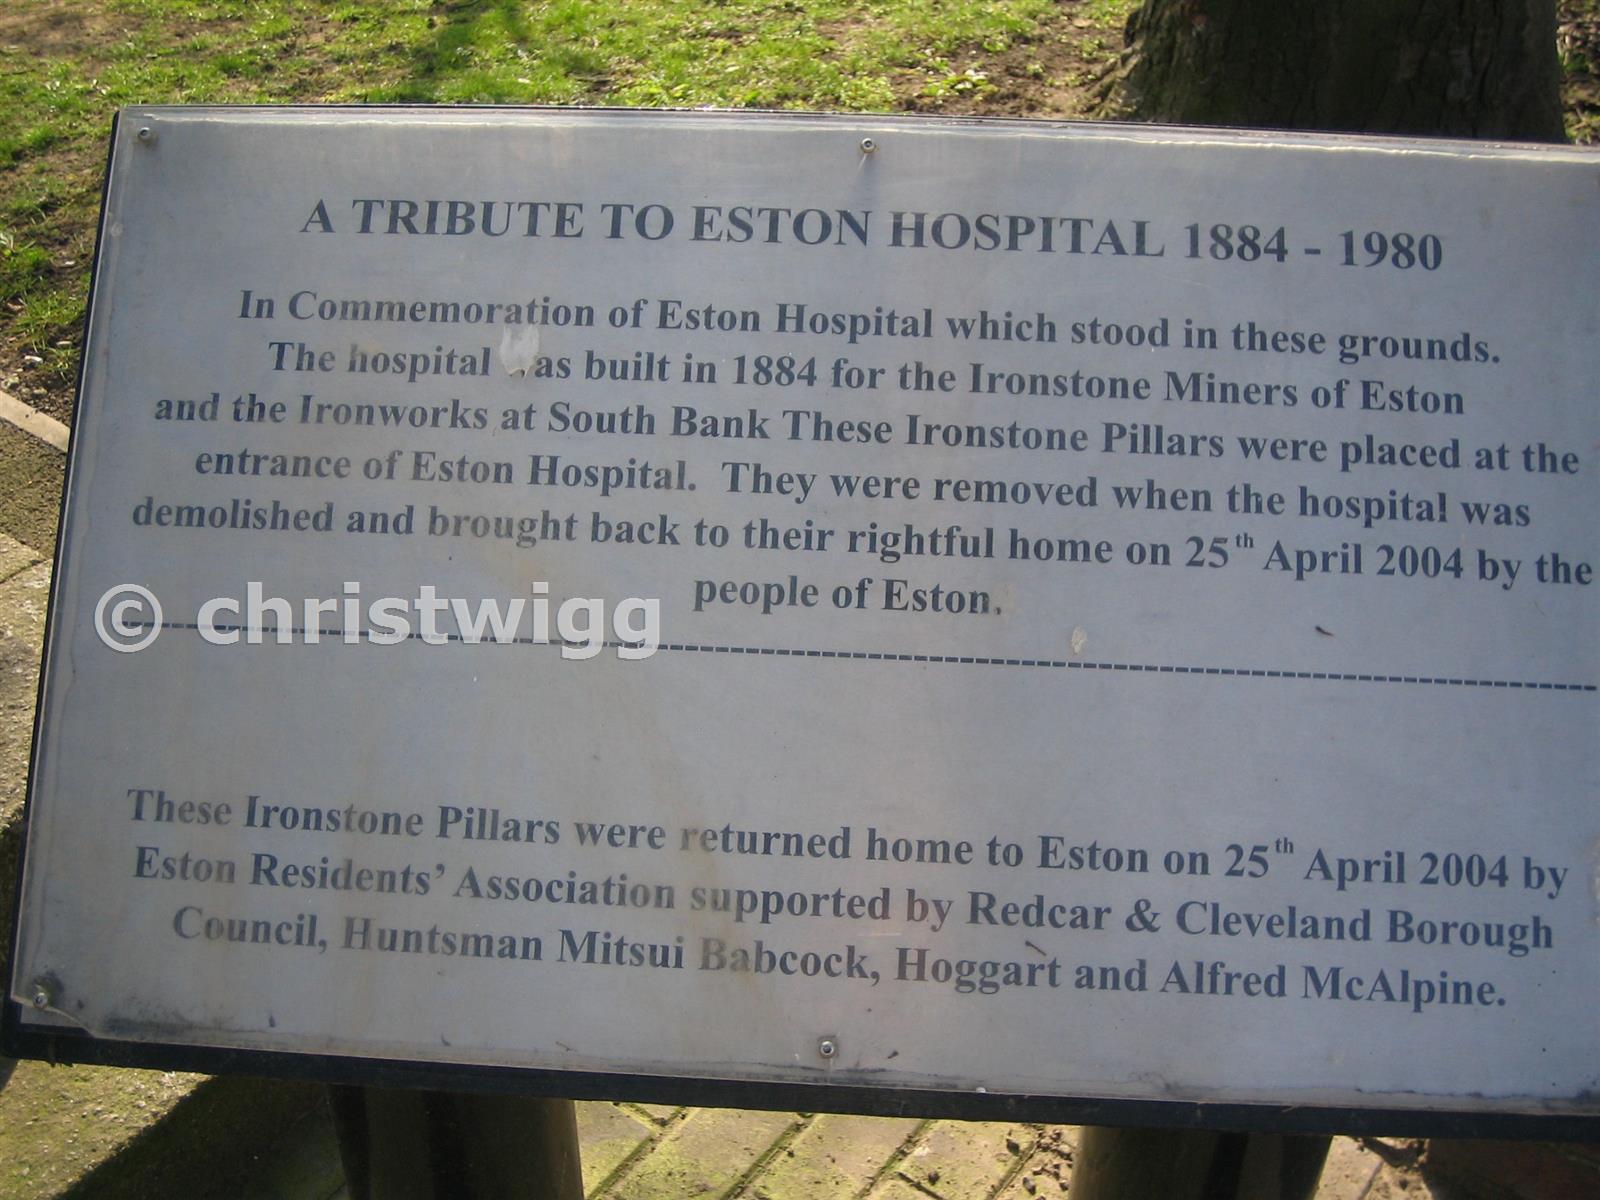 A TRIBUTE TO ESTON HOSPITAL 1884 - 1980
In Commemoration of Eston Hospital which stood in these grounds.
The hospital was built in 1884 for the Ironstone Miners of Eston
and the Ironworks at South Bank These Ironstone Pillars were placed at the
entrance of Eston Hospital. They were removed when the hospital was
demolished and brought back to their rightful home on 25th April 2004 by the
people of Eston.
© christwigg
These Ironstone Pillars were returned home to Eston on 25th April 2004 by
Eston Residents' Association supported by Redcar & Cleveland Borough
Council, Huntsman Mitsui Babcock, Hoggart and Alfred McAlpine.